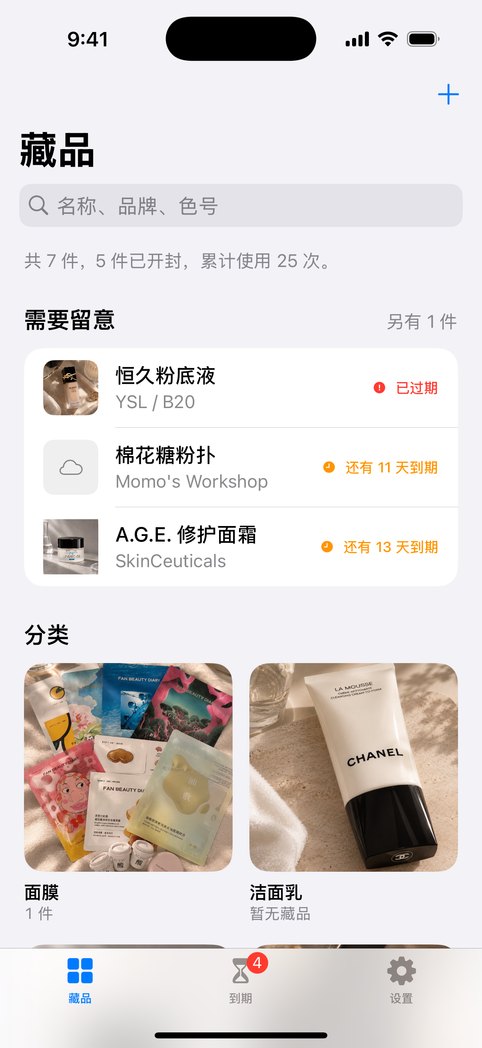 9:41
藏品
名称、品牌、色号
共 7 件，5 件已开封，累计使用 25 次。
需要留意
另有 1 件
恒久粉底液
YSL / B20
已过期
棉花糖粉扑
Momo's Workshop
还有 11 天到期
A.G.E. 修护面霜
SkinCeuticals
还有 13 天到期
分类
FAN BEAUTY DIARY
FAN BEAUTY DIA
LA MOUSSE
CHANEL
面膜
1 件
洁面乳
暂无藏品
藏品
4
到期
设置